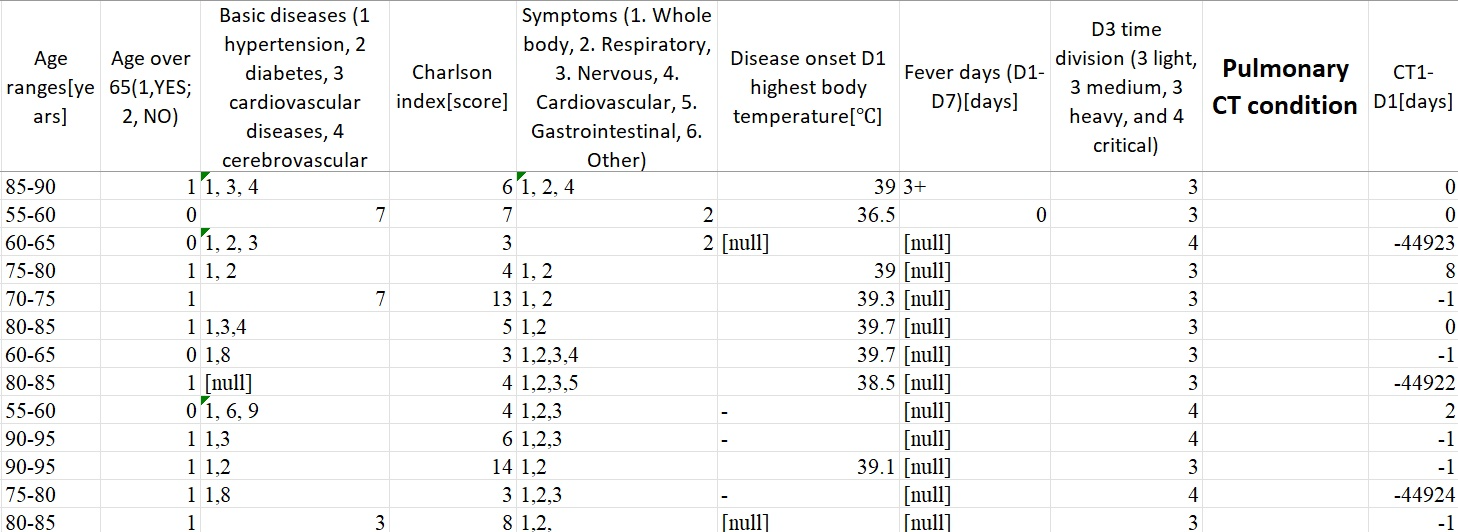 Age ranges[years] Age over 65(1,YES; 2, NO) Basic diseases (1 hypertension, 2 diabetes, 3 cardiovascular diseases, 4 cerebrovascular Charlson index[score] Symptoms (1. Whole body, 2. Respiratory, 3. Nervous, 4. Cardiovascular, 5. Gastrointestinal, 6. Other) Disease onset D1 highest body temperature[°C] Fever days (D1-D7)[days] D3 time division (3 light, 3 medium, 3 heavy, and 4 critical) Pulmonary CT condition CT1-D1[days]
85-90 1 1, 3, 4 6 1, 2, 4 39 3+ 3 0
55-60 0 7 7 2 36.5 0 3 0
60-65 0 1, 2, 3 3 2 [null] [null] 4 -44923
75-80 1 1, 2 4 1, 2 39 [null] 3 8
70-75 1 7 13 1, 2 39.3 [null] 3 -1
80-85 1 1,3,4 5 1,2 39.7 [null] 3 0
60-65 0 1,8 3 1,2,3,4 39.7 [null] 3 -1
80-85 1 [null] 4 1,2,3,5 38.5 [null] 3 -44922
55-60 0 1, 6, 9 4 1,2,3 - [null] 4 2
90-95 1 1,3 6 1,2,3 - [null] 4 -1
90-95 1 1,2 14 1,2 39.1 [null] 3 -1
75-80 1 1,8 3 1,2,3 - [null] 4 -44924
80-85 1 3 8 1,2, [null] [null] 3 -1